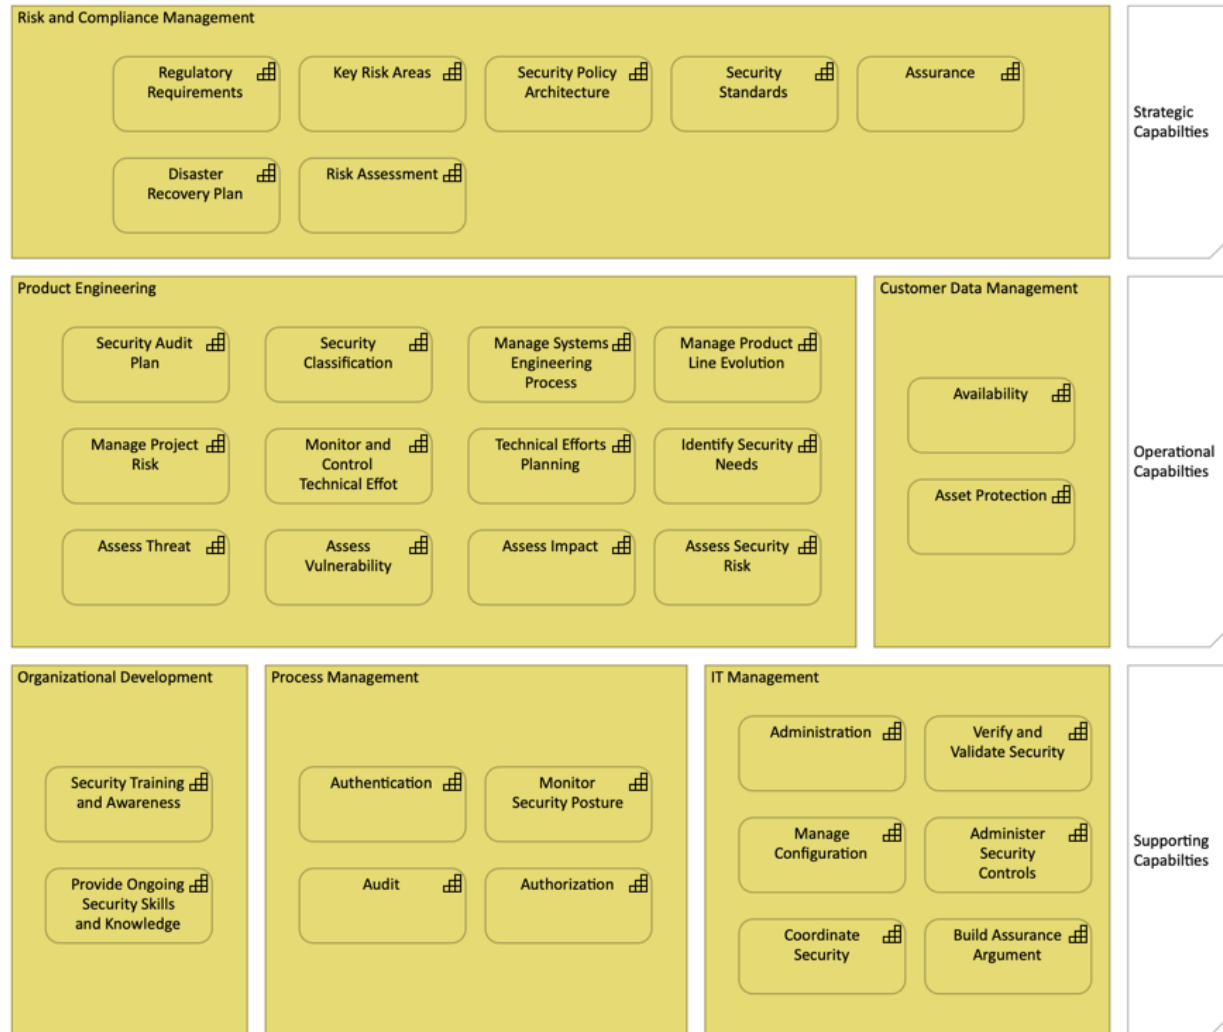 Risk and Compliance Management
Regulatory
Requirements
Key Risk Areas
Security Policy
Architecture
Security
Standards
Assurance
Disaster
Recovery Plan
Risk Assessment
Strategic
Capabilties
Product Engineering
Security Audit
Plan
Security
Classification
Manage Systems
Engineering
Process
Manage Product
Line Evolution
Manage Project
Risk
Monitor and
Control
Technical Effot
Technical Efforts
Planning
Identify Security
Needs
Assess Threat
Assess
Vulnerability
Assess Impact
Assess Security
Risk
Customer Data Management
Availability
Asset Protection
Operational
Capabilties
Organizational Development
Security Training
and Awareness
Provide Ongoing
Security Skills
and Knowledge
Process Management
Authentication
Monitor
Security Posture
Audit
Authorization
IT Management
Administration
Verify and
Validate Security
Manage
Configuration
Administer
Security
Controls
Coordinate
Security
Build Assurance
Argument
Supporting
Capabilties